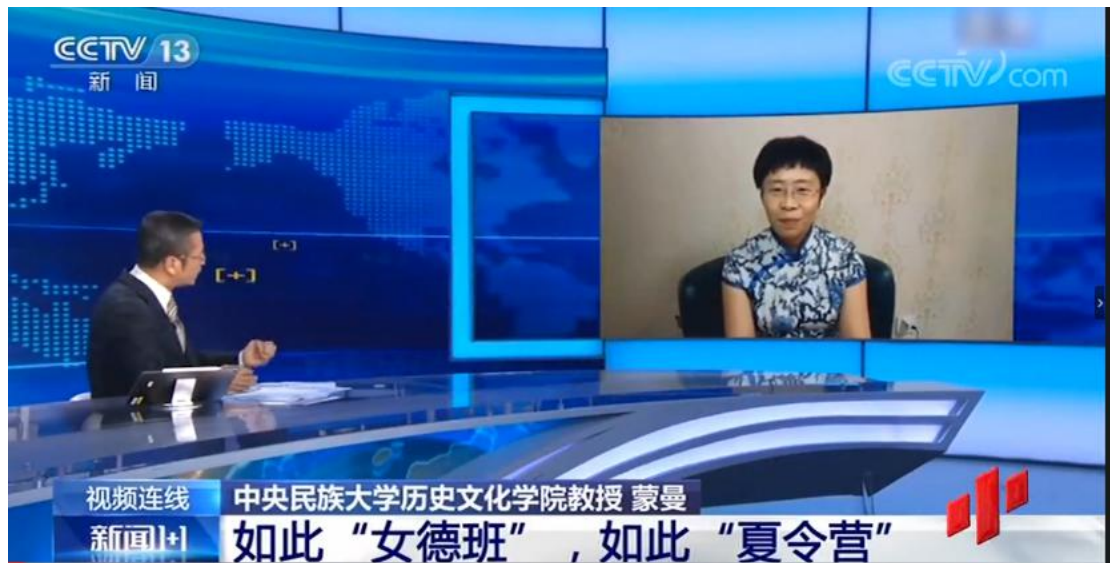 CCTV 13
新闻
CCTV com
[+]
[+]
视频连线
中央民族大学历史文化学院教授 蒙曼
新闻1+1
如此“女德班”，如此“夏令营”